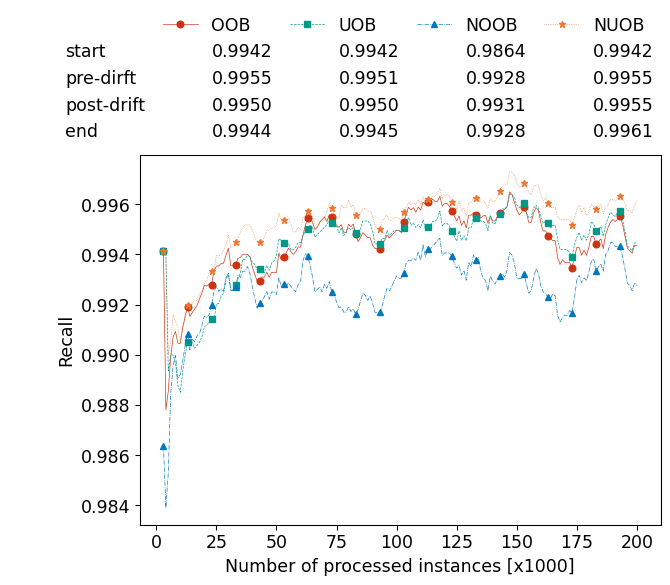 OOB UOB NOOB NUOB
start 0.9942 0.9942 0.9864 0.9942
pre-dirft 0.9955 0.9951 0.9928 0.9955
post-drift 0.9950 0.9950 0.9931 0.9955
end 0.9944 0.9945 0.9928 0.9961
0.996
0.994
0.992
0.990
0.988
0.986
0.984
Recall
0 25 50 75 100 125 150 175 200
Number of processed instances [x1000]